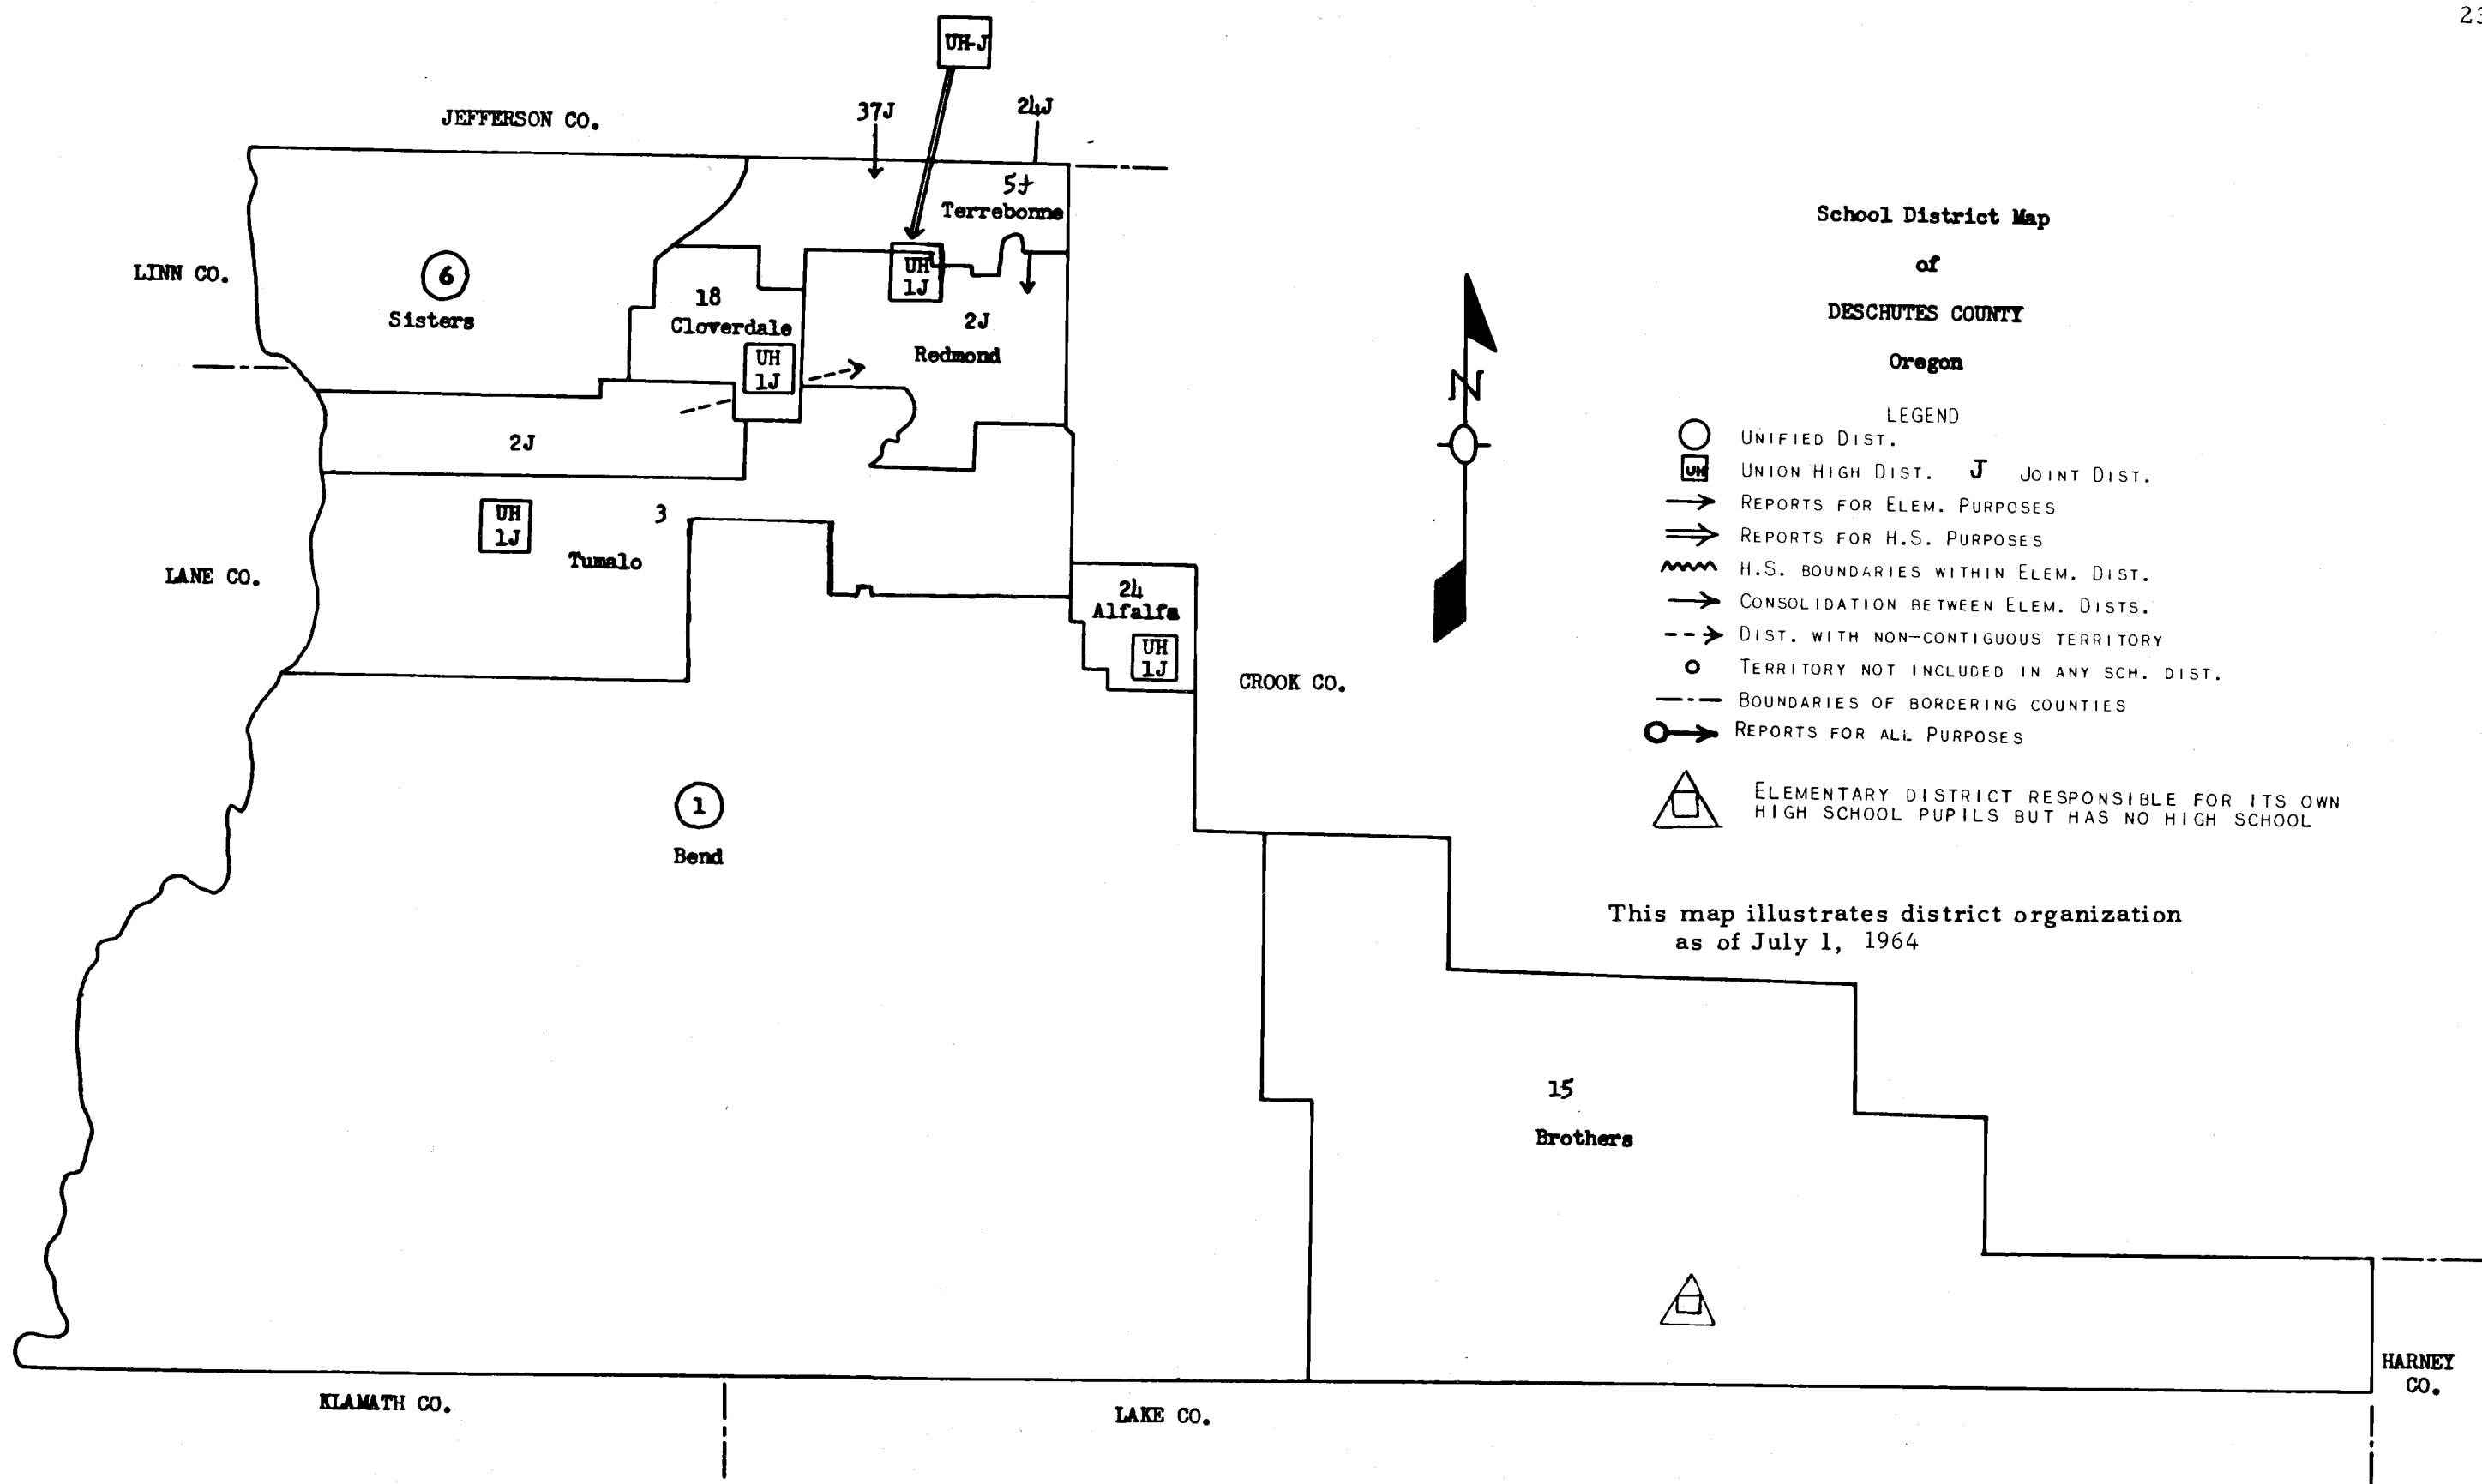 23
UH-J
JEFFERSON CO.
37J
24J
5J
Terrebonne
LINN CO.
6
Sisters
18
Cloverdale
UH
1J
UH
1J
2J
Redmond
2J
UH
1J
3
Tumalo
LANE CO.
24
Alfalfa
UH
1J
CROOK CO.
1
Bend
15
Brothers
KLAMATH CO.
LAKE CO.
HARNEY
CO.
N
School District Map
of
DESCHUTES COUNTY
Oregon
LEGEND
UNIFIED DIST.
UH UNION HIGH DIST. J JOINT DIST.
REPORTS FOR ELEM. PURPOSES
REPORTS FOR H.S. PURPOSES
H.S. BOUNDARIES WITHIN ELEM. DIST.
CONSOLIDATION BETWEEN ELEM. DISTS.
DIST. WITH NON-CONTIGUOUS TERRITORY
TERRITORY NOT INCLUDED IN ANY SCH. DIST.
BOUNDARIES OF BORDERING COUNTIES
REPORTS FOR ALL PURPOSES
ELEMENTARY DISTRICT RESPONSIBLE FOR ITS OWN
HIGH SCHOOL PUPILS BUT HAS NO HIGH SCHOOL
This map illustrates district organization
as of July 1, 1964